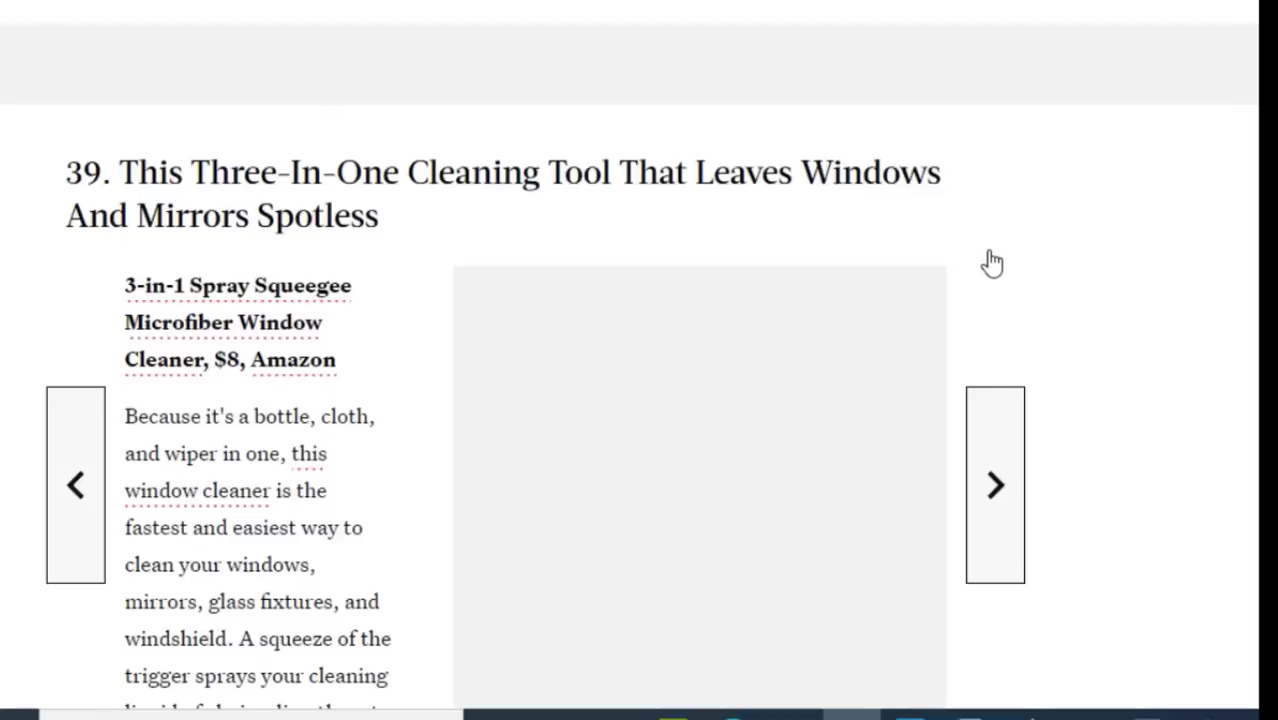 39. This Three-In-One Cleaning Tool That Leaves Windows
And Mirrors Spotless
3-in-1 Spray Squeegee
Microfiber Window
Cleaner, $8, Amazon
Because it's a bottle, cloth,
and wiper in one, this
window cleaner is the
fastest and easiest way to
clean your windows,
mirrors, glass fixtures, and
windshield. A squeeze of the
trigger sprays your cleaning